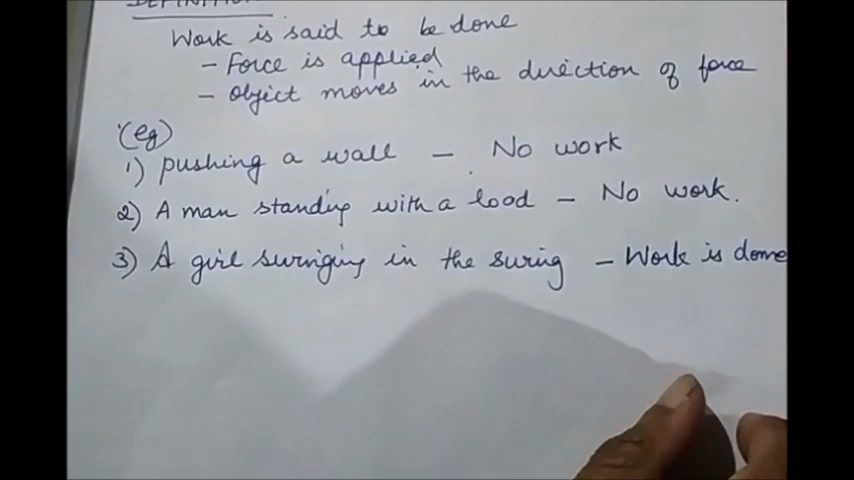 DEFINITION
Work is said to be done
- Force is applied
- Object moves in the direction of force
(eg)
1) pushing a wall - No work
2) A man standing with a load - No work.
3) A girl swinging in the swing - Work is done